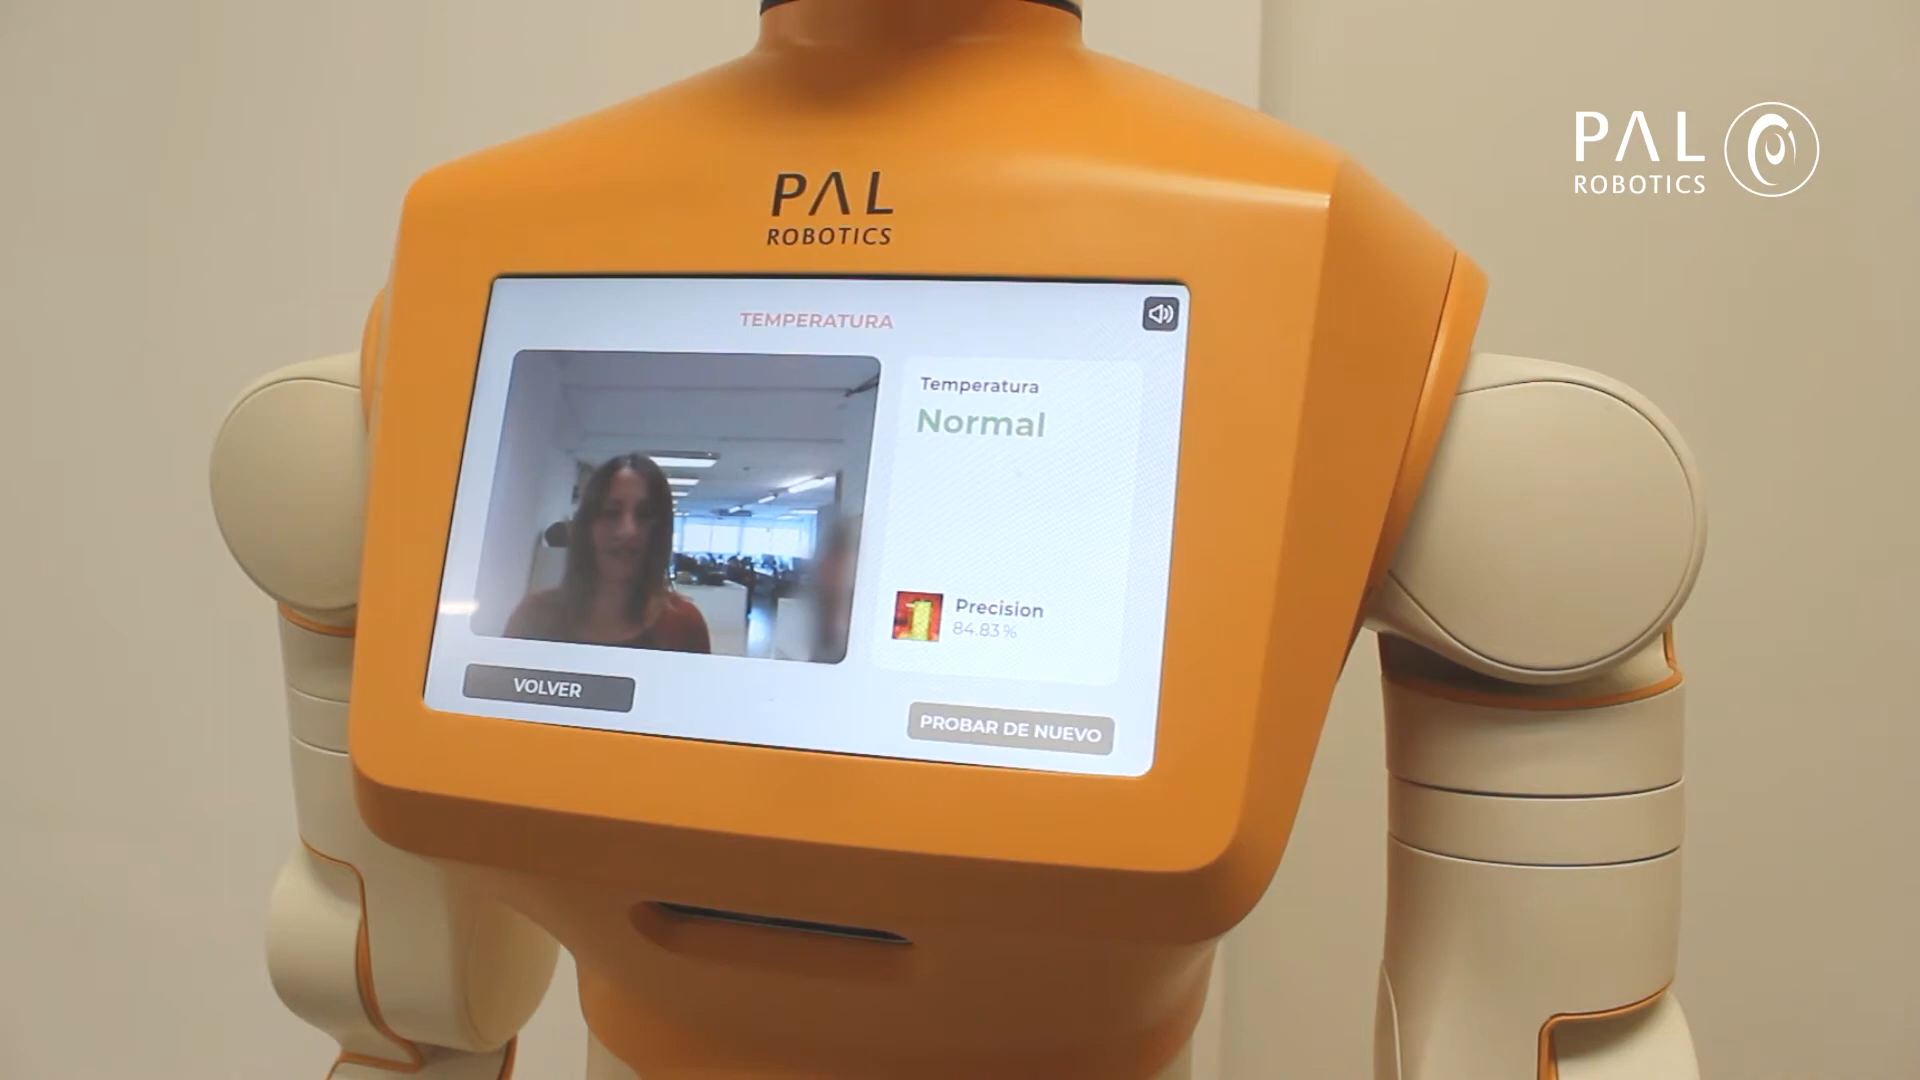 PAL
ROBOTICS
PAL
ROBOTICS
TEMPERATURA
Temperatura
Normal
Precision
84.83%
VOLVER
PROBAR DE NUEVO